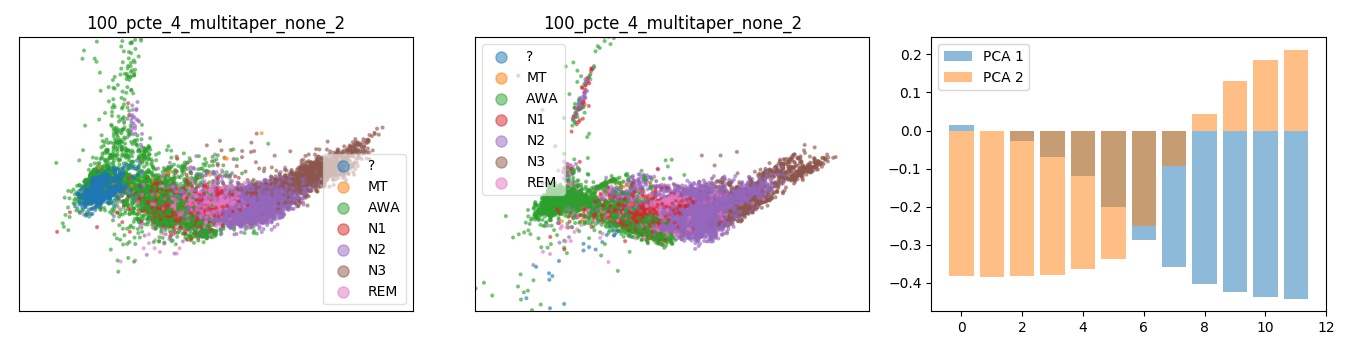 100_pcte_4_multitaper_none_2
?
MT
AWA
N1
N2
N3
REM
100_pcte_4_multitaper_none_2
?
MT
AWA
N1
N2
N3
REM
PCA 1
PCA 2
0.2
0.1
0.0
−0.1
−0.2
−0.3
−0.4
0 2 4 6 8 10 12